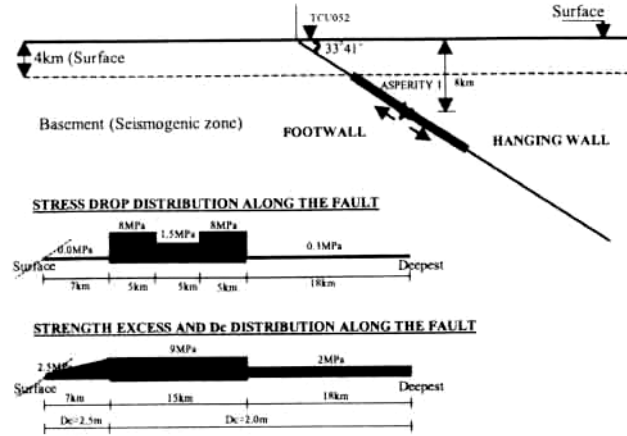 TCU052
Surface
4km (Surface
33°41'
ASPERITY 1
8km
Basement (Seismogenic zone)
FOOTWALL
HANGING WALL
STRESS DROP DISTRIBUTION ALONG THE FAULT
8MPa
8MPa
1.5MPa
0.0MPa
0.1MPa
Surface
Deepest
7km
5km
5km
5km
18km
STRENGTH EXCESS AND Dc DISTRIBUTION ALONG THE FAULT
9MPa
2.5MPa
2MPa
Surface
Deepest
7km
15km
18km
Dc=2.5m
Dc=2.0m